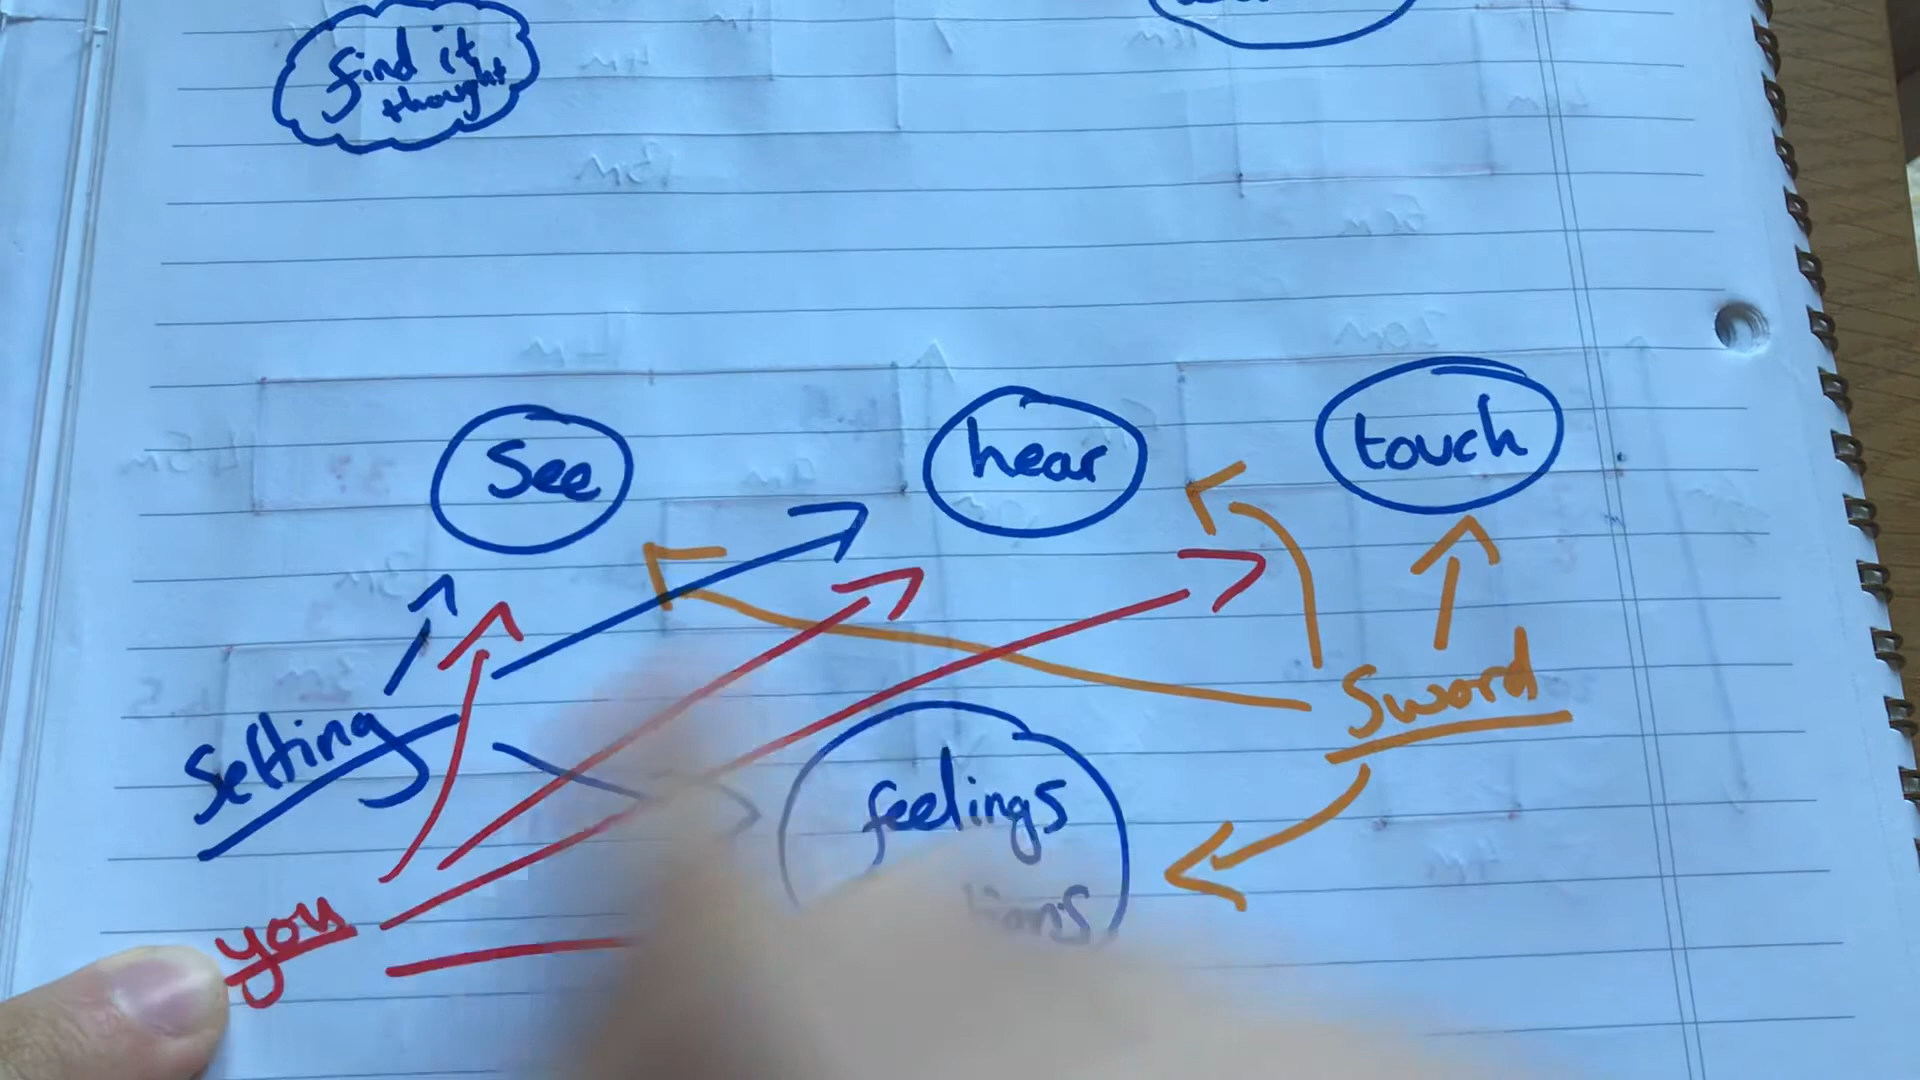 find it
thought
see
hear
touch
Setting
Sword
feelings
you